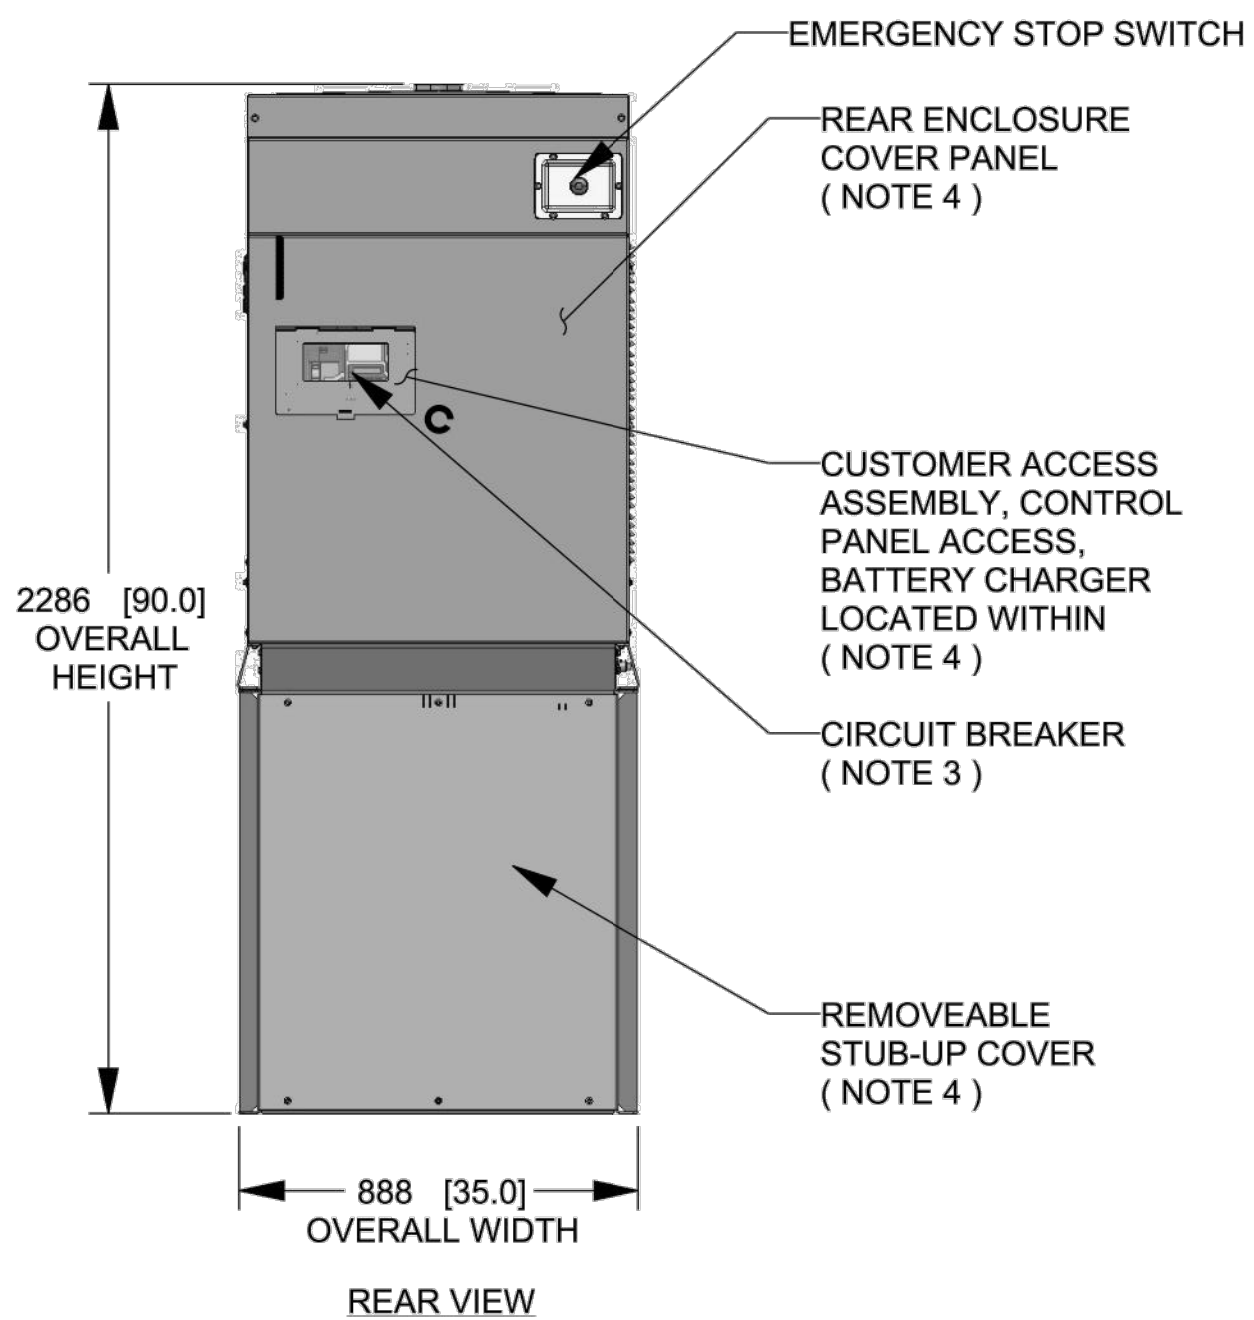 EMERGENCY STOP SWITCH
REAR ENCLOSURE
COVER PANEL
( NOTE 4 )
CUSTOMER ACCESS
ASSEMBLY, CONTROL
PANEL ACCESS,
BATTERY CHARGER
LOCATED WITHIN
( NOTE 4 )
2286 [90.0]
OVERALL
HEIGHT
CIRCUIT BREAKER
( NOTE 3 )
REMOVEABLE
STUB-UP COVER
( NOTE 4 )
888 [35.0]
OVERALL WIDTH
REAR VIEW